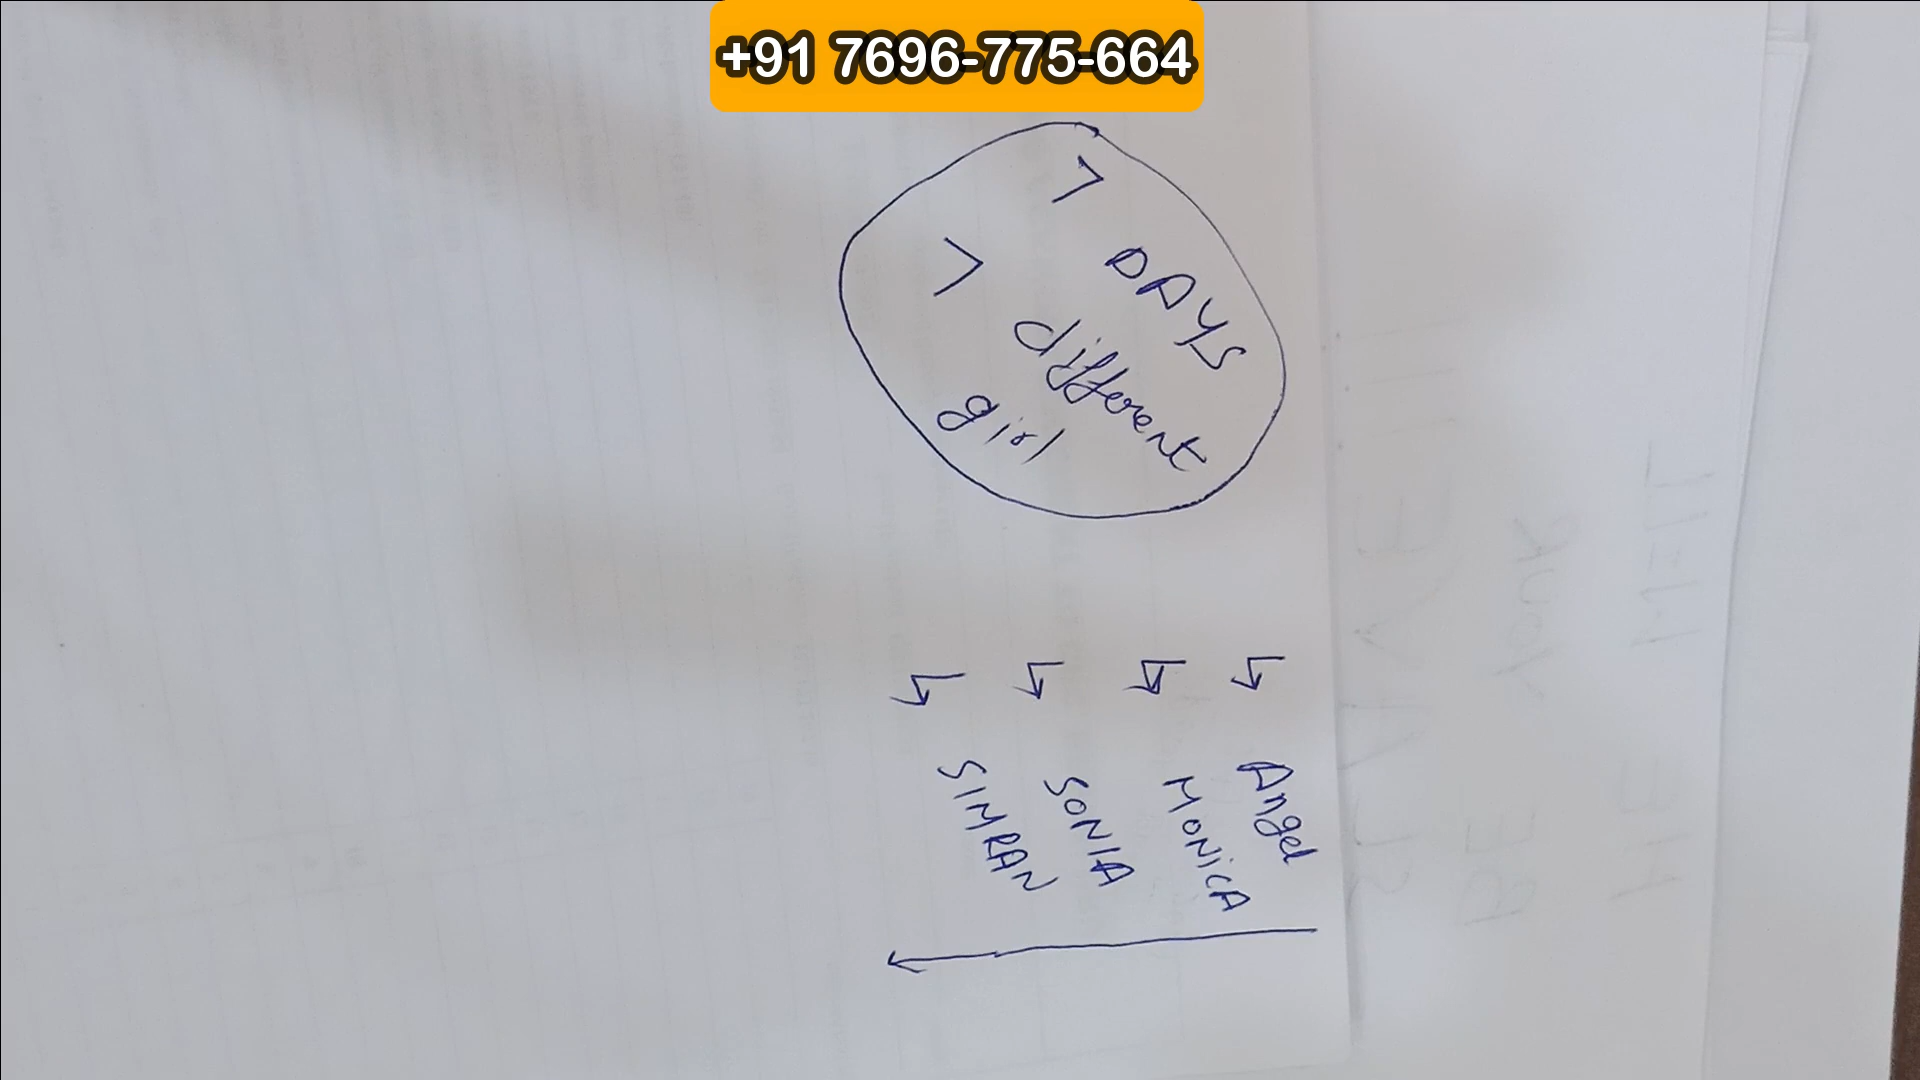 +91 7696-775-664
7 DAYS
7 different
girl
↳ Angel
↳ MONiCA
↳ SONIA
↳ SIMRAN